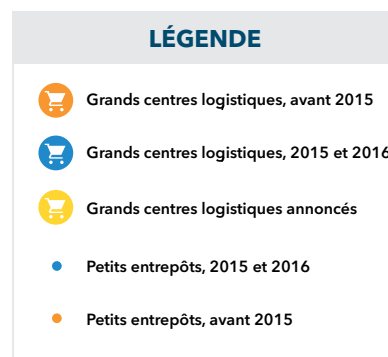 LÉGENDE
Grands centres logistiques, avant 2015
Grands centres logistiques, 2015 et 2016
Grands centres logistiques annoncés
Petits entrepôts, 2015 et 2016
Petits entrepôts, avant 2015